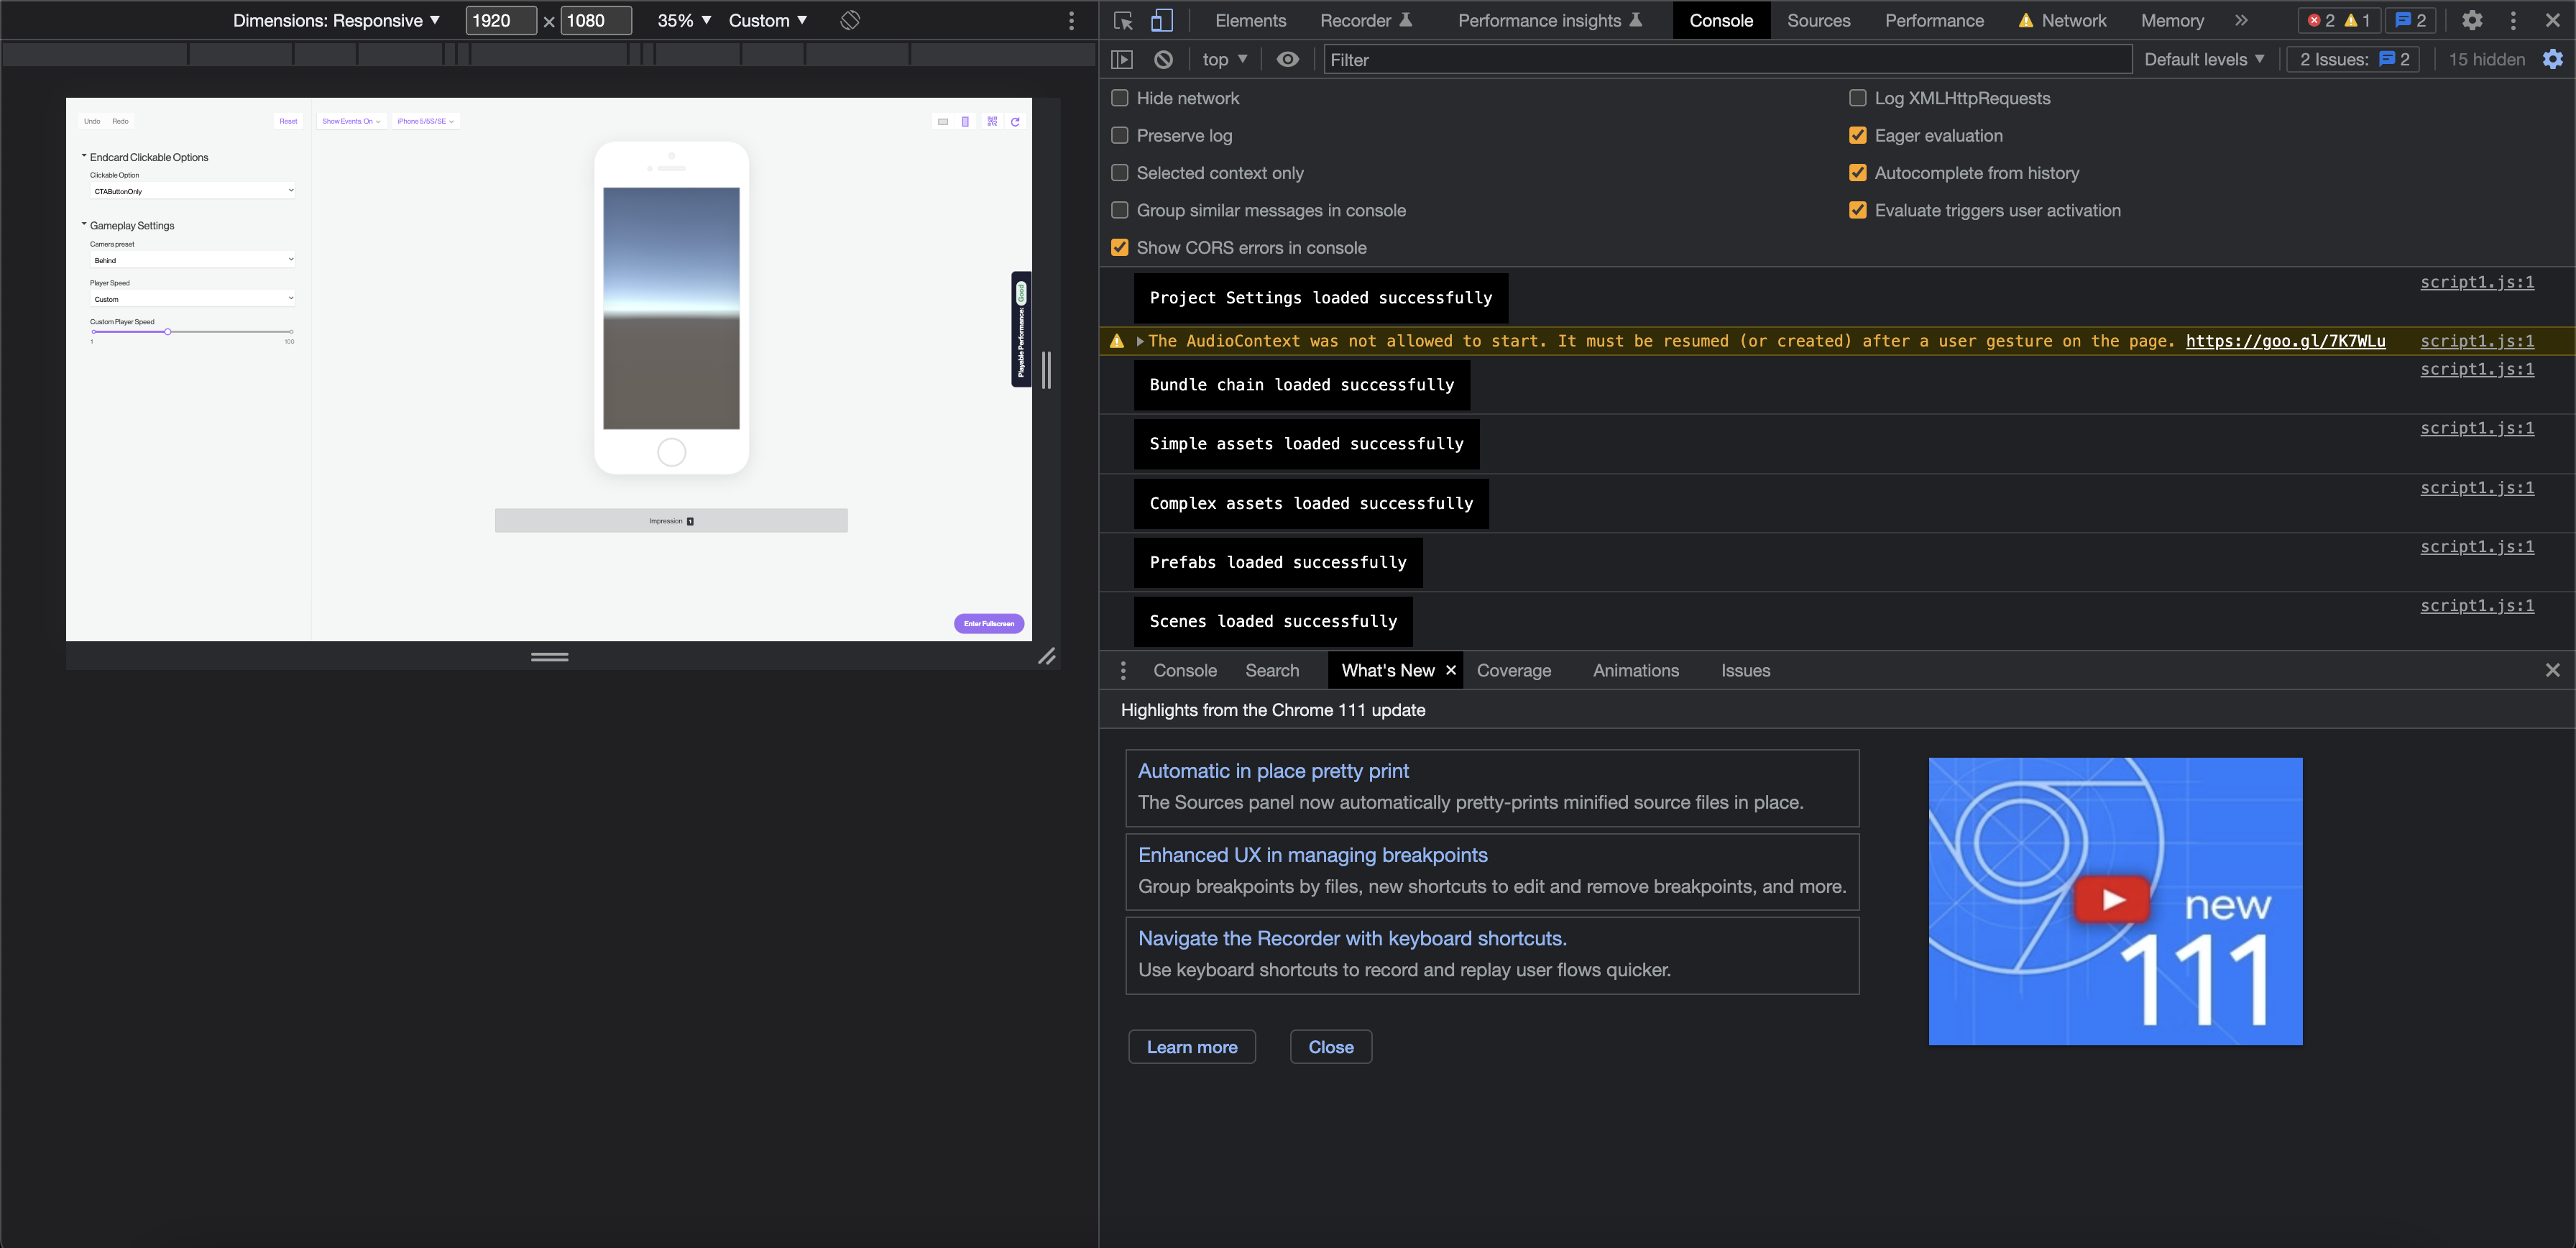 Dimensions: Responsive ▼ 1920 × 1080 35% ▼ Custom ▼
Undo Redo Reset Show Events: On iPhone 5/5S/SE
Endcard Clickable Options
Clickable Option
CTAButtonOnly
Gameplay Settings
Camera preset
Behind
Player Speed
Custom
Custom Player Speed
1 100
Playable Performance: Good
Impression 1
Enter Fullscreen
Elements Recorder Performance insights Console Sources Performance Network Memory » 2 1 2
top ▼ Filter Default levels ▼ 2 Issues: 2 15 hidden
Hide network Log XMLHttpRequests
Preserve log Eager evaluation
Selected context only Autocomplete from history
Group similar messages in console Evaluate triggers user activation
Show CORS errors in console
Project Settings loaded successfully script1.js:1
The AudioContext was not allowed to start. It must be resumed (or created) after a user gesture on the page. https://goo.gl/7K7WLu script1.js:1
Bundle chain loaded successfully script1.js:1
Simple assets loaded successfully script1.js:1
Complex assets loaded successfully script1.js:1
Prefabs loaded successfully script1.js:1
Scenes loaded successfully script1.js:1
Console Search What's New × Coverage Animations Issues
Highlights from the Chrome 111 update
Automatic in place pretty print
The Sources panel now automatically pretty-prints minified source files in place.
Enhanced UX in managing breakpoints
Group breakpoints by files, new shortcuts to edit and remove breakpoints, and more.
Navigate the Recorder with keyboard shortcuts.
Use keyboard shortcuts to record and replay user flows quicker.
Learn more Close
new
111